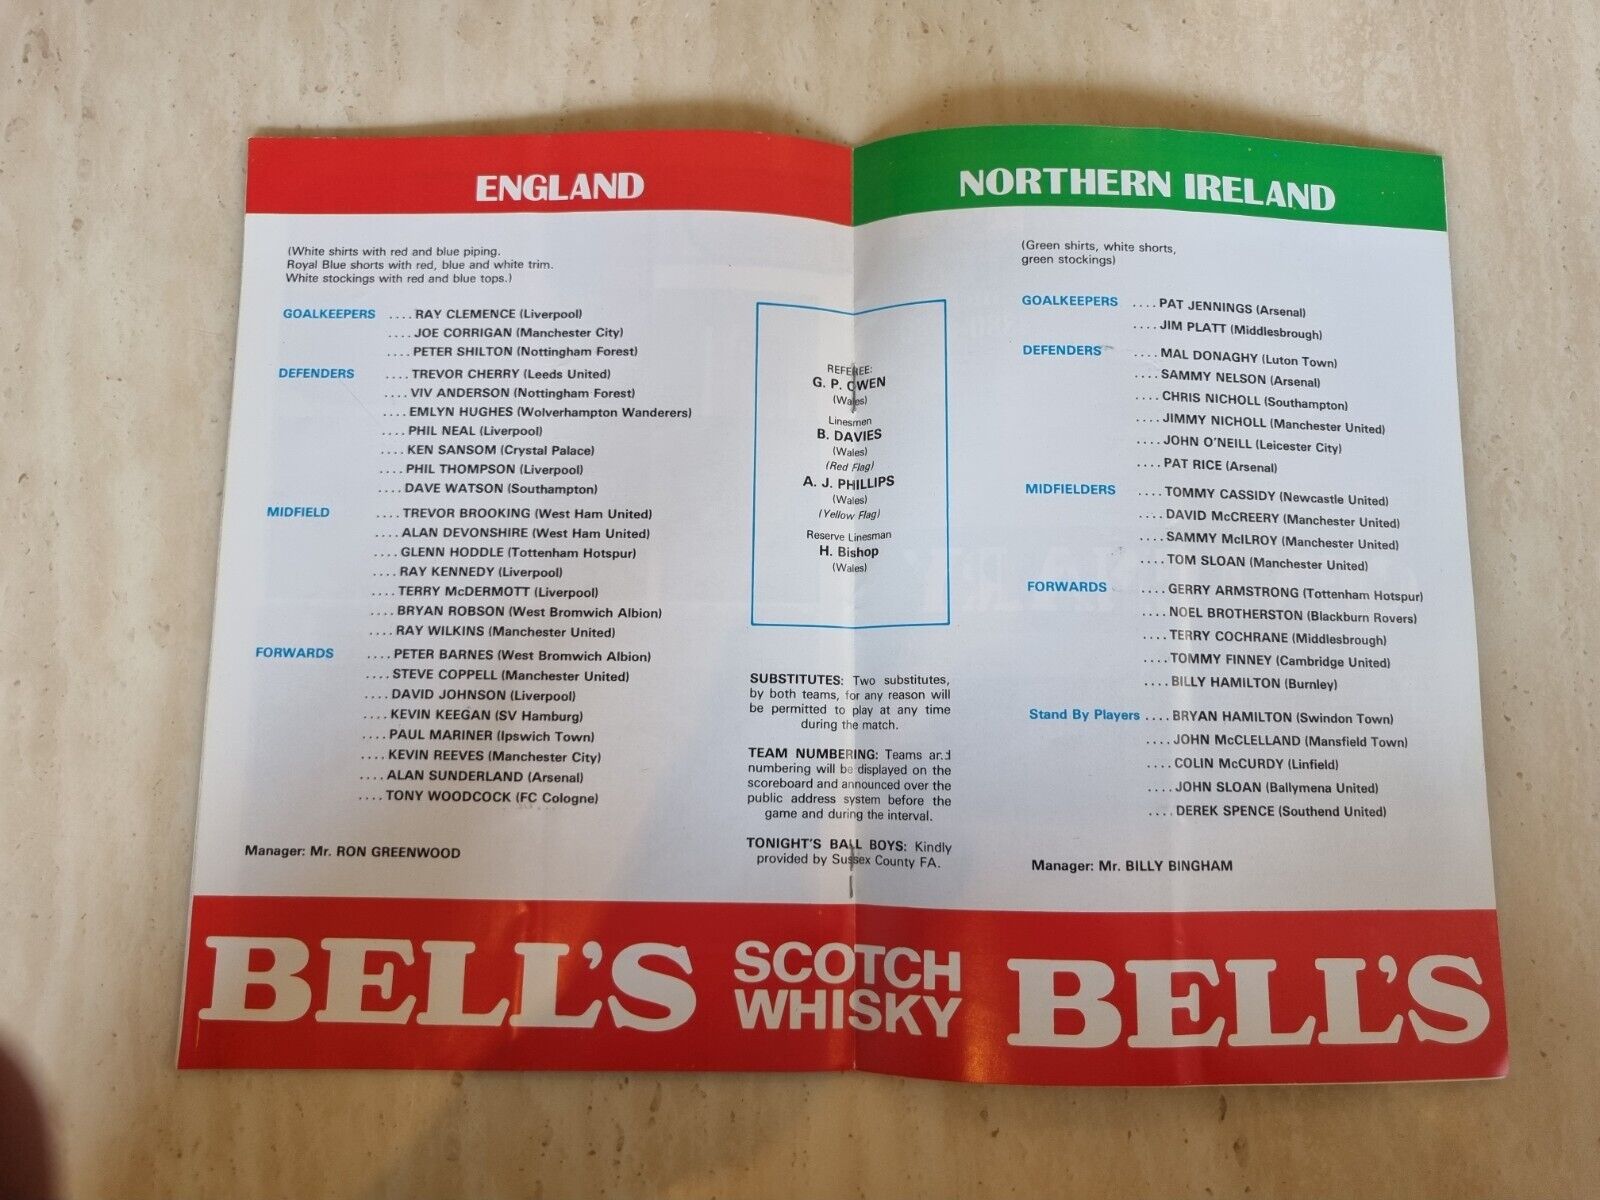 ENGLAND
(White shirts with red and blue piping.
Royal Blue shorts with red, blue and white trim.
White stockings with red and blue tops.)
GOALKEEPERS .... RAY CLEMENCE (Liverpool)
.... JOE CORRIGAN (Manchester City)
.... PETER SHILTON (Nottingham Forest)
DEFENDERS .... TREVOR CHERRY (Leeds United)
.... VIV ANDERSON (Nottingham Forest)
.... EMLYN HUGHES (Wolverhampton Wanderers)
.... PHIL NEAL (Liverpool)
.... KEN SANSOM (Crystal Palace)
.... PHIL THOMPSON (Liverpool)
.... DAVE WATSON (Southampton)
MIDFIELD .... TREVOR BROOKING (West Ham United)
.... ALAN DEVONSHIRE (West Ham United)
.... GLENN HODDLE (Tottenham Hotspur)
.... RAY KENNEDY (Liverpool)
.... TERRY McDERMOTT (Liverpool)
.... BRYAN ROBSON (West Bromwich Albion)
.... RAY WILKINS (Manchester United)
FORWARDS .... PETER BARNES (West Bromwich Albion)
.... STEVE COPPELL (Manchester United)
.... DAVID JOHNSON (Liverpool)
.... KEVIN KEEGAN (SV Hamburg)
.... PAUL MARINER (Ipswich Town)
.... KEVIN REEVES (Manchester City)
.... ALAN SUNDERLAND (Arsenal)
.... TONY WOODCOCK (FC Cologne)
Manager: Mr. RON GREENWOOD
REFEREE:
G. P. OWEN
(Wales)
Linesmen
B. DAVIES
(Wales)
(Red Flag)
A. J. PHILLIPS
(Wales)
(Yellow Flag)
Reserve Linesman
H. Bishop
(Wales)
SUBSTITUTES: Two substitutes,
by both teams, for any reason will
be permitted to play at any time
during the match.
TEAM NUMBERING: Teams and
numbering will be displayed on the
scoreboard and announced over the
public address system before the
game and during the interval.
TONIGHT'S BALL BOYS: Kindly
provided by Sussex County FA.
NORTHERN IRELAND
(Green shirts, white shorts,
green stockings)
GOALKEEPERS .... PAT JENNINGS (Arsenal)
.... JIM PLATT (Middlesbrough)
DEFENDERS .... MAL DONAGHY (Luton Town)
.... SAMMY NELSON (Arsenal)
.... CHRIS NICHOLL (Southampton)
.... JIMMY NICHOLL (Manchester United)
.... JOHN O'NEILL (Leicester City)
.... PAT RICE (Arsenal)
MIDFIELDERS .... TOMMY CASSIDY (Newcastle United)
.... DAVID McCREERY (Manchester United)
.... SAMMY McILROY (Manchester United)
.... TOM SLOAN (Manchester United)
FORWARDS .... GERRY ARMSTRONG (Tottenham Hotspur)
.... NOEL BROTHERSTON (Blackburn Rovers)
.... TERRY COCHRANE (Middlesbrough)
.... TOMMY FINNEY (Cambridge United)
.... BILLY HAMILTON (Burnley)
Stand By Players .... BRYAN HAMILTON (Swindon Town)
.... JOHN McCLELLAND (Mansfield Town)
.... COLIN McCURDY (Linfield)
.... JOHN SLOAN (Ballymena United)
.... DEREK SPENCE (Southend United)
Manager: Mr. BILLY BINGHAM
BELL'S SCOTCH WHISKY BELL'S